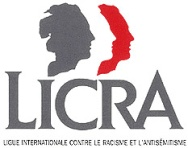 LICRA
LIGUE INTERNATIONALE CONTRE LE RACISME ET L'ANTISÉMITISME